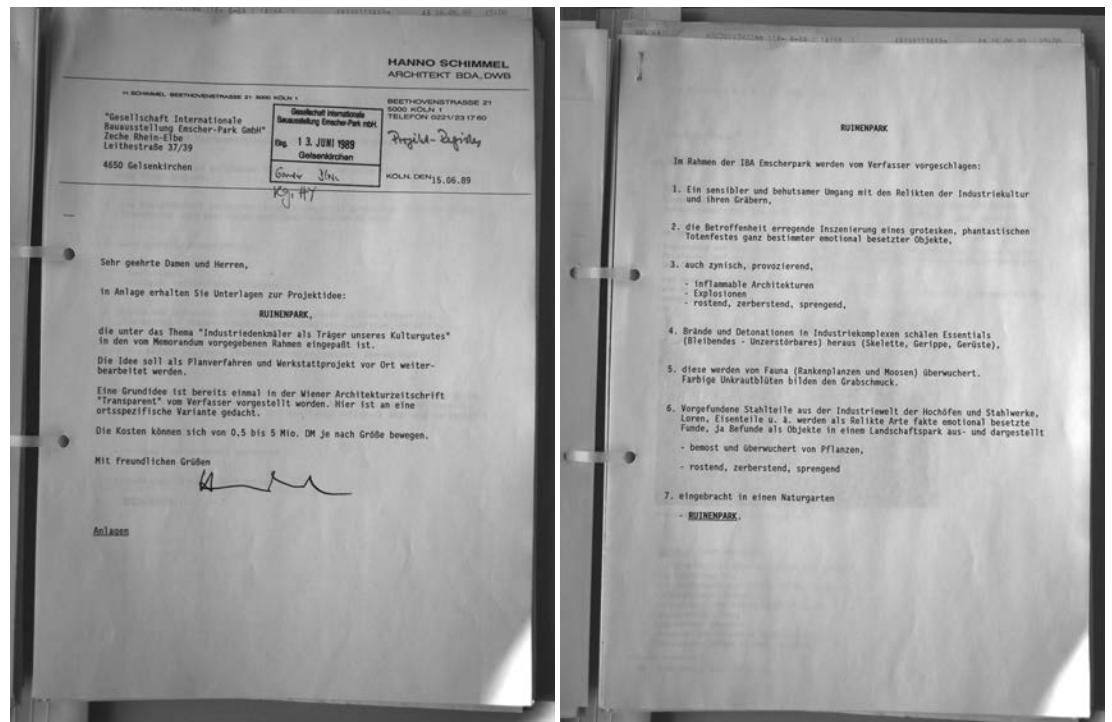 HANNO SCHIMMEL
ARCHITEKT BDA, DWB
H. SCHIMMEL BEETHOVENSTRASSE 21 5000 KÖLN 1
BEETHOVENSTRASSE 21
5000 KÖLN 1
TELEFON 0221/23 17 60
"Gesellschaft Internationale
Bauausstellung Emscher-Park GmbH"
Zeche Rhein-Elbe
Leithestraße 37/39
4650 Gelsenkirchen
Gesellschaft Internationale
Bauausstellung Emscher-Park mbH.
Eing. 13. JUNI 1989
Gelsenkirchen
KÖLN, DEN 15.06.89
Sehr geehrte Damen und Herren,
in Anlage erhalten Sie Unterlagen zur Projektidee:
RUINENPARK,
die unter das Thema "Industriedenkmäler als Träger unseres Kulturgutes"
in den vom Memorandum vorgegebenen Rahmen eingepaßt ist.
Die Idee soll als Planverfahren und Werkstattprojekt vor Ort weiter-
bearbeitet werden.
Eine Grundidee ist bereits einmal in der Wiener Architekturzeitschrift
"Transparent" vom Verfasser vorgestellt worden. Hier ist an eine
ortsspezifische Variante gedacht.
Die Kosten können sich von 0,5 bis 5 Mio. DM je nach Größe bewegen.
Mit freundlichen Grüßen
Anlagen
RUINENPARK
Im Rahmen der IBA Emscherpark werden vom Verfasser vorgeschlagen:
1. Ein sensibler und behutsamer Umgang mit den Relikten der Industriekultur
und ihren Gräbern,
2. die Betroffenheit erregende Inszenierung eines grotesken, phantastischen
Totenfestes ganz bestimmter emotional besetzter Objekte,
3. auch zynisch, provozierend,
- inflammable Architekturen
- Explosionen
- rostend, zerberstend, sprengend,
4. Brände und Detonationen in Industriekomplexen schälen Essentials
(Bleibendes - Unzerstörbares) heraus (Skelette, Gerippe, Gerüste),
5. diese werden von Fauna (Rankenplanzen und Moosen) überwuchert.
Farbige Unkrautblüten bilden den Grabschmuck.
6. Vorgefundene Stahlteile aus der Industriewelt der Hochöfen und Stahlwerke,
Loren, Eisenteile u. ä. werden als Relikte Arte fakte emotional besetzte
Funde, ja Befunde als Objekte in einem Landschaftspark aus- und dargestellt
- bemost und überwuchert von Pflanzen,
- rostend, zerberstend, sprengend
7. eingebracht in einen Naturgarten
- RUINENPARK.